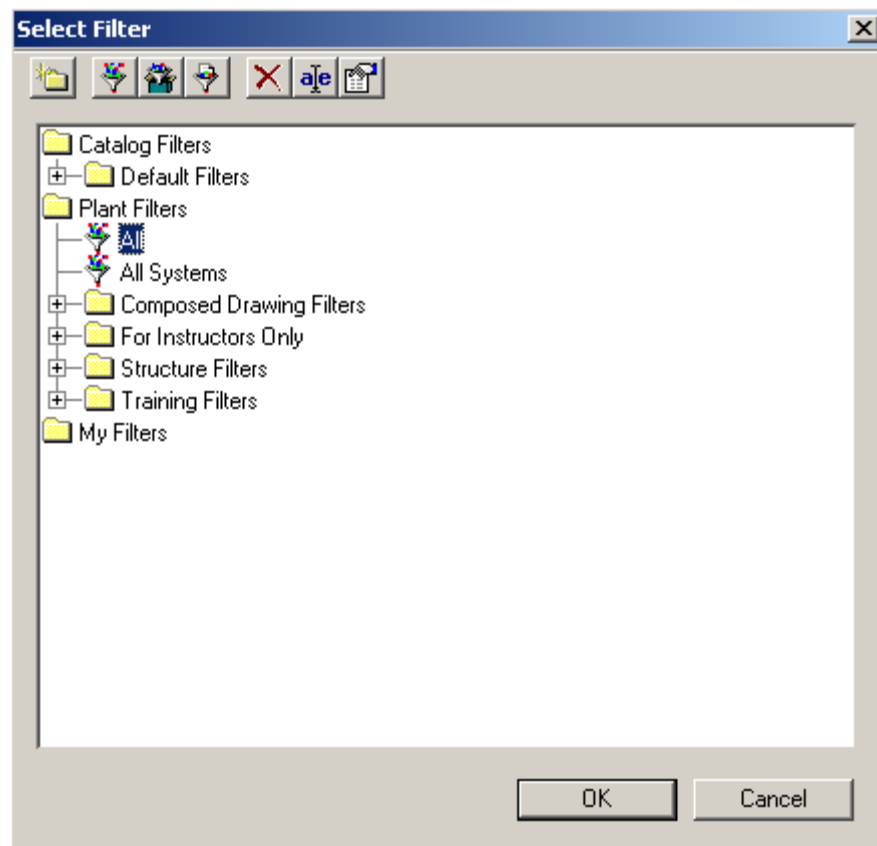 Select Filter
a e
Catalog Filters
Default Filters
Plant Filters
All
All Systems
Composed Drawing Filters
For Instructors Only
Structure Filters
Training Filters
My Filters
OK
Cancel